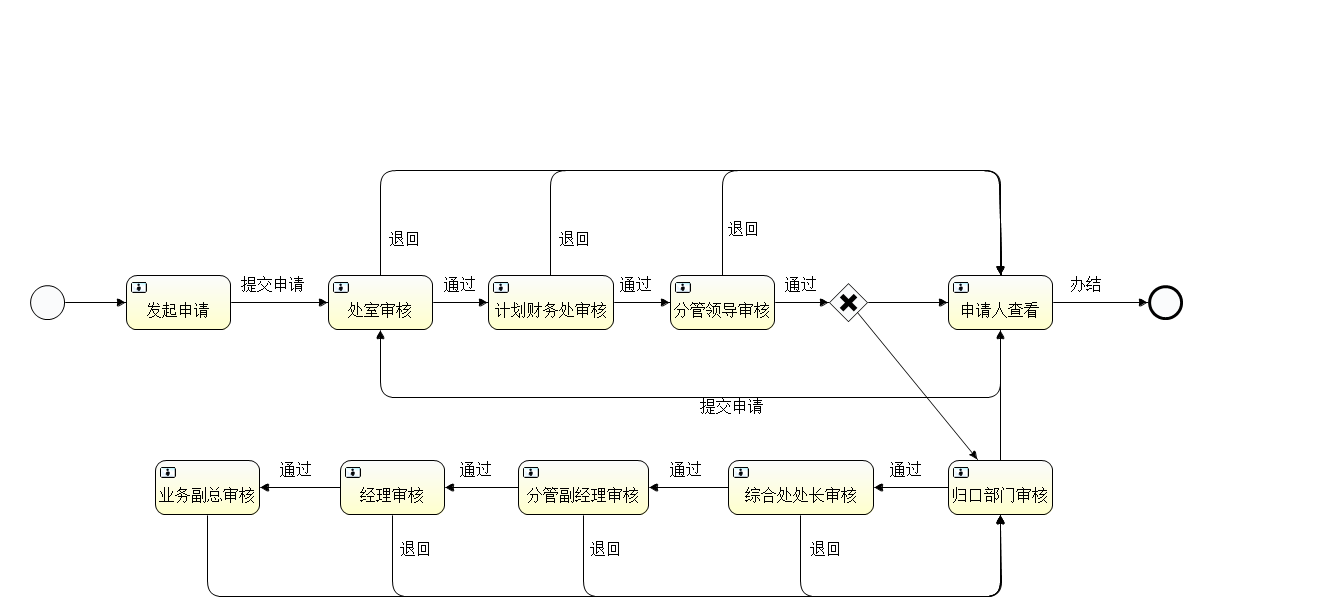 退回
退回
退回
提交申请
通过
通过
通过
办结
发起申请
处室审核
计划财务处审核
分管领导审核
申请人查看
提交申请
通过
通过
通过
通过
业务副总审核
经理审核
分管副经理审核
综合处处长审核
归口部门审核
退回
退回
退回